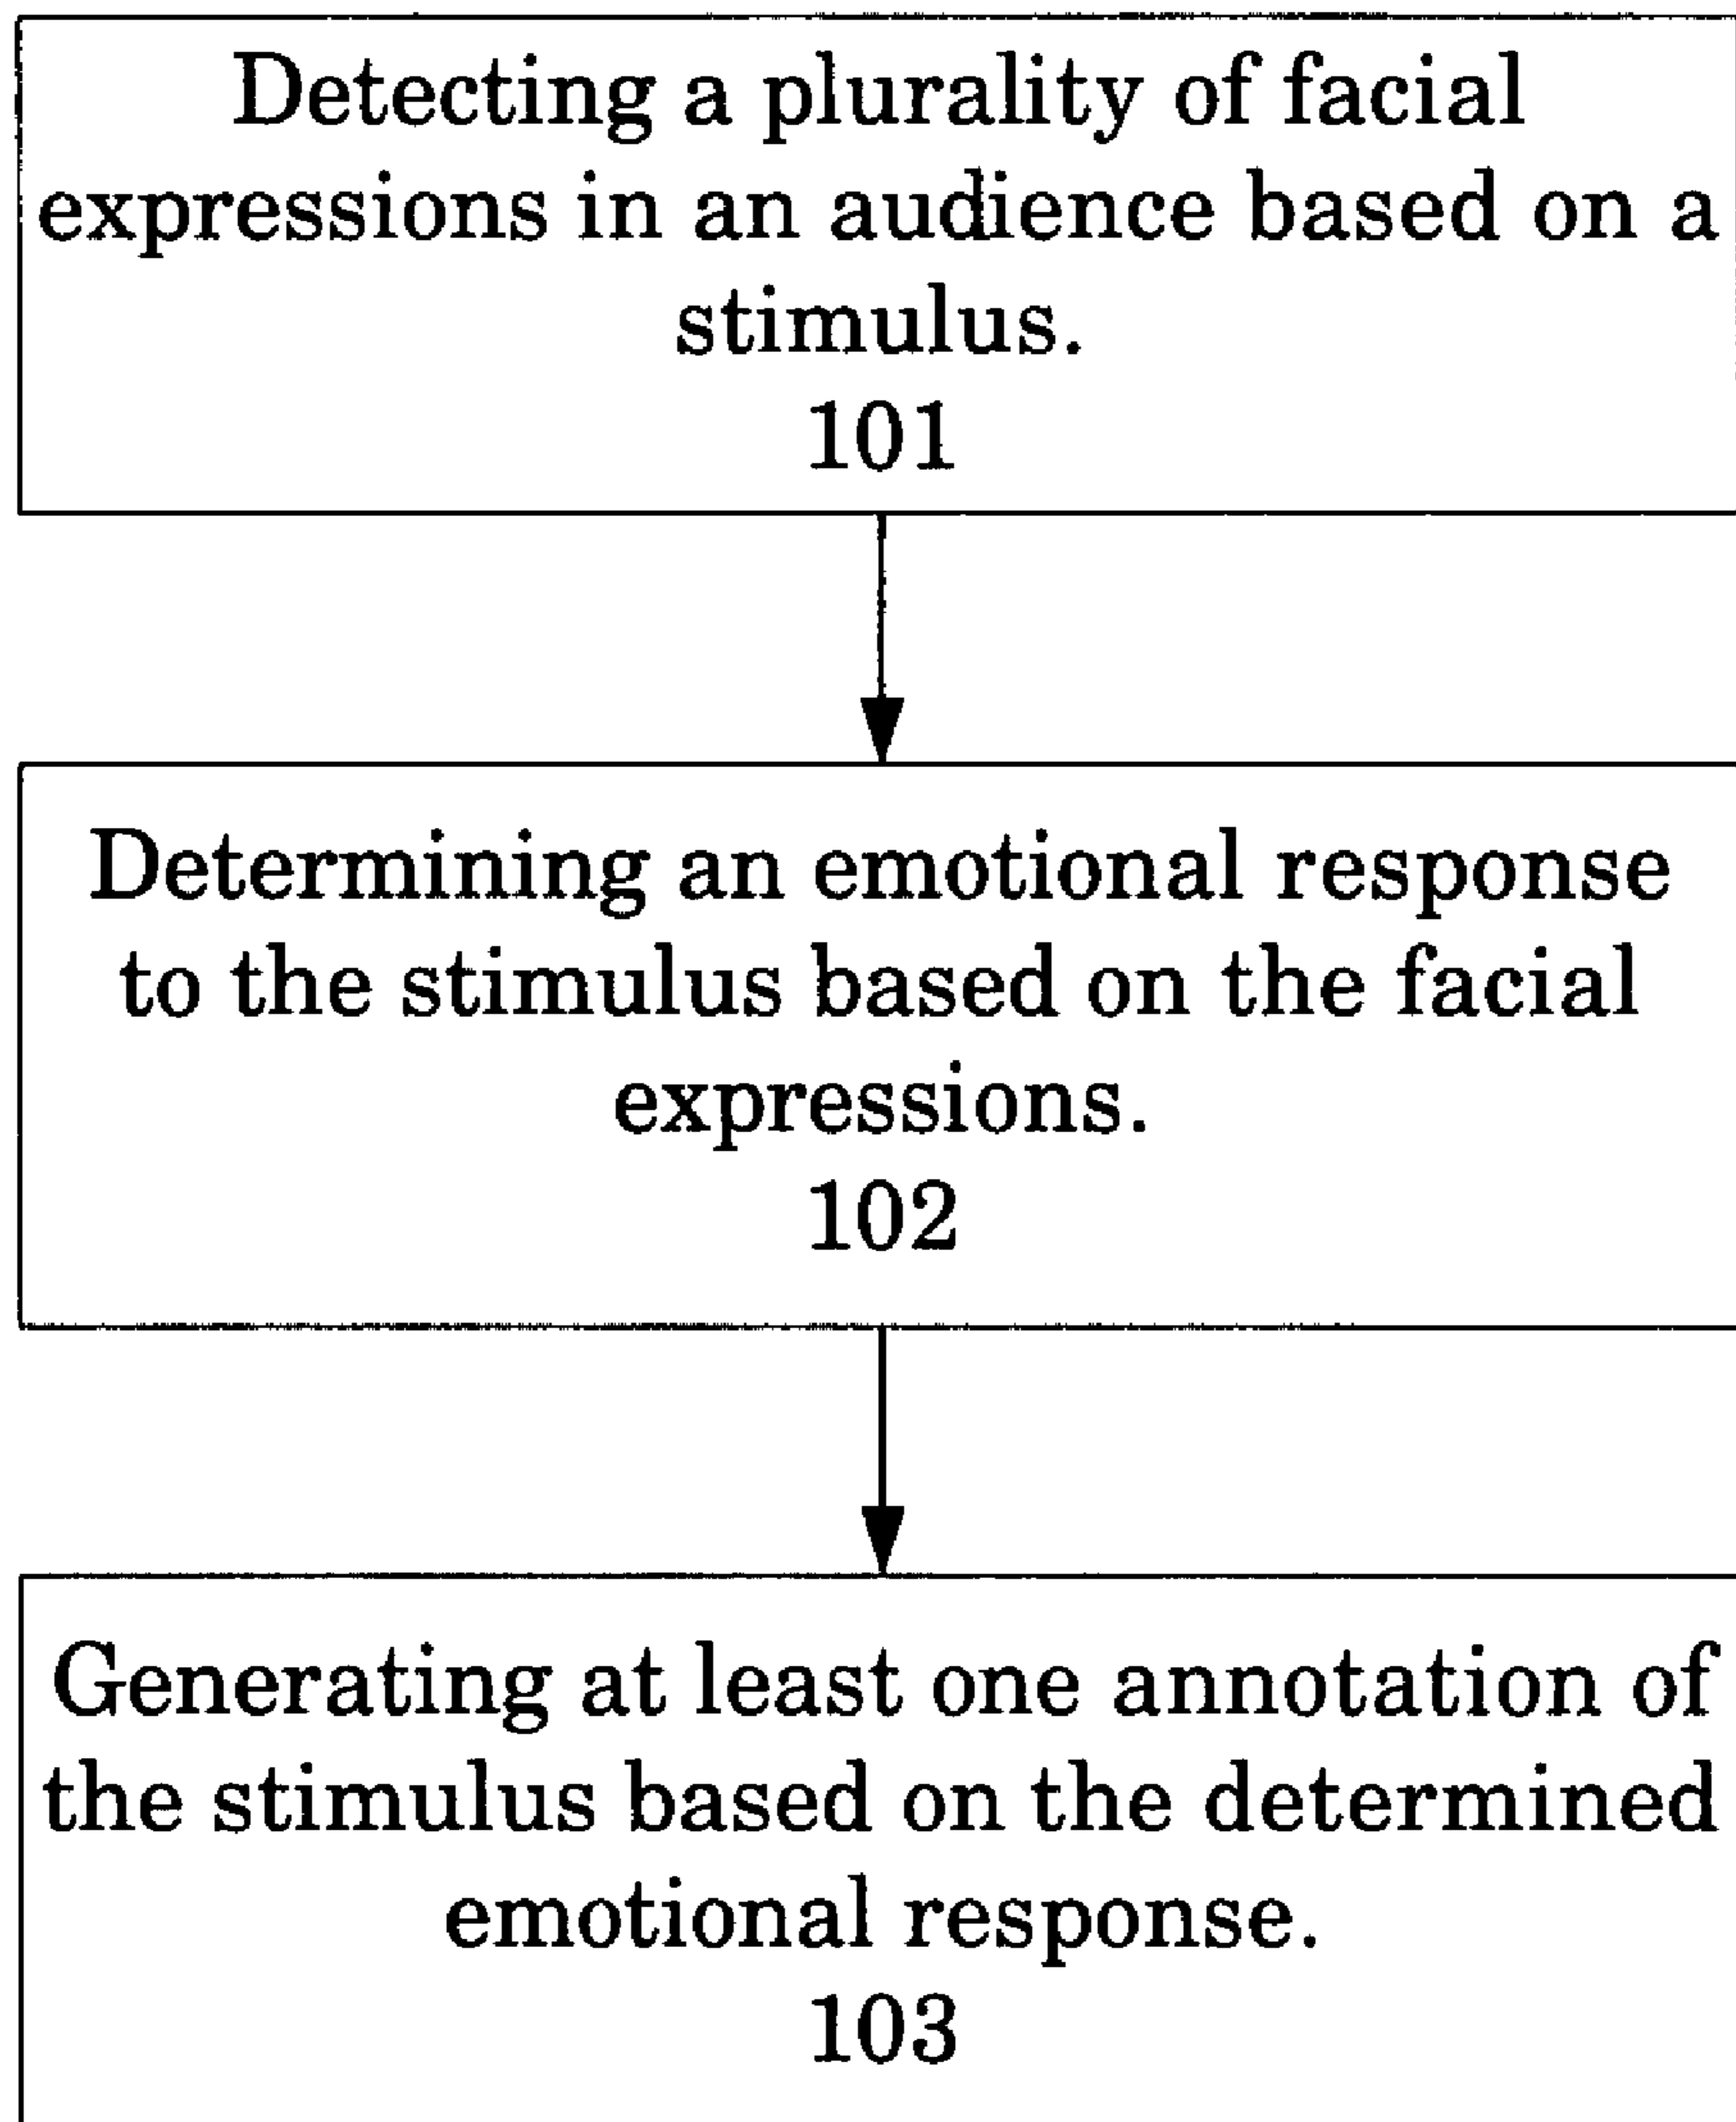 Detecting a plurality of facial
expressions in an audience based on a
stimulus.
101
Determining an emotional response
to the stimulus based on the facial
expressions.
102
Generating at least one annotation of
the stimulus based on the determined
emotional response.
103